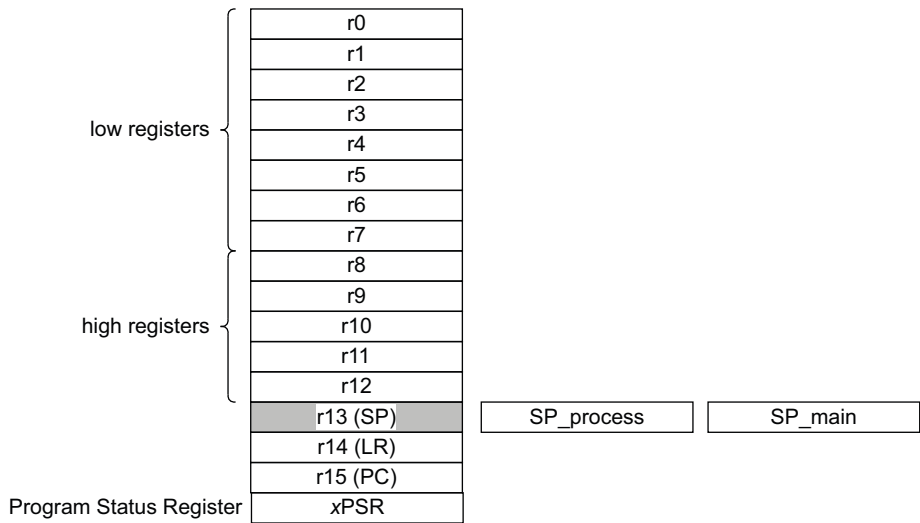 r0
r1
r2
r3
low registers
r4
r5
r6
r7
r8
r9
high registers
r10
r11
r12
r13 (SP)
SP_process
SP_main
r14 (LR)
r15 (PC)
Program Status Register
xPSR